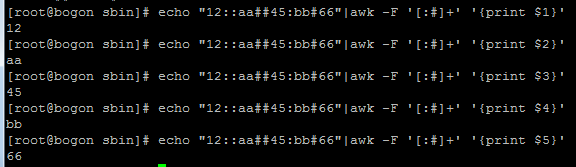 [root@bogon sbin]# echo "12::aa##45:bb#66"|awk -F '[:#]+' '{print $1}'
12
[root@bogon sbin]# echo "12::aa##45:bb#66"|awk -F '[:#]+' '{print $2}'
aa
[root@bogon sbin]# echo "12::aa##45:bb#66"|awk -F '[:#]+' '{print $3}'
45
[root@bogon sbin]# echo "12::aa##45:bb#66"|awk -F '[:#]+' '{print $4}'
bb
[root@bogon sbin]# echo "12::aa##45:bb#66"|awk -F '[:#]+' '{print $5}'
66